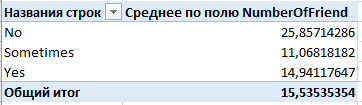 Названия строк Среднее по полю NumberOfFriend
No 25,85714286
Sometimes 11,06818182
Yes 14,94117647
Общий итог 15,53535354